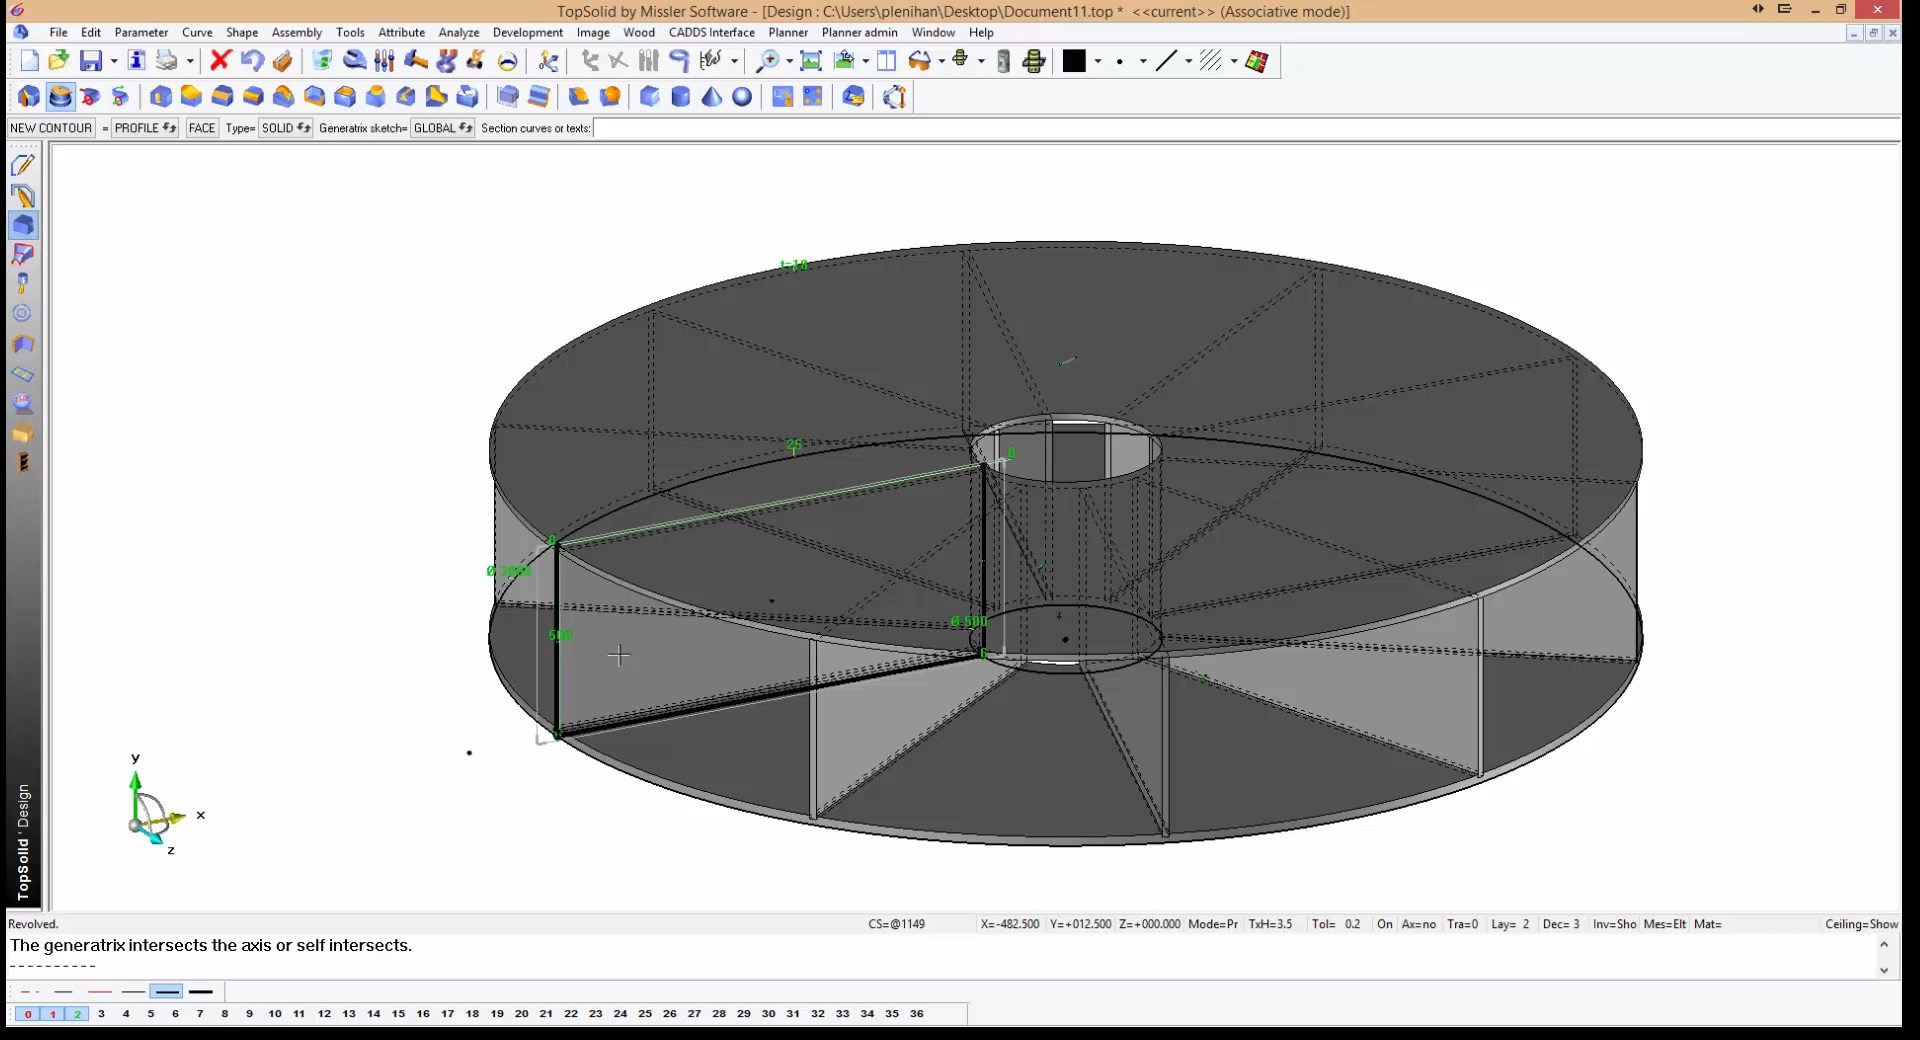 TopSolid by Missler Software - [Design : C:\Users\plenihan\Desktop\Document11.top * <<current>> (Associative mode)]
File Edit Parameter Curve Shape Assembly Tools Attribute Analyze Development Image Wood CADDS Interface Planner Planner admin Window Help
NEW CONTOUR = PROFILE FACE Type= SOLID Generatrix sketch= GLOBAL Section curves or texts:
t=10
25
0
Ø 500
500
6
y
x
z
TopSolid ' Design
Revolved. CS=@1149 X=-482.500 Y=+012.500 Z=+000.000 Mode=Pr TxH=3.5 Tol= 0.2 On Ax=no Tra=0 Lay= 2 Dec= 3 Inv=Sho Mes=Elt Mat= Ceiling=Show
The generatrix intersects the axis or self intersects.
----------
0 1 2 3 4 5 6 7 8 9 10 11 12 13 14 15 16 17 18 19 20 21 22 23 24 25 26 27 28 29 30 31 32 33 34 35 36